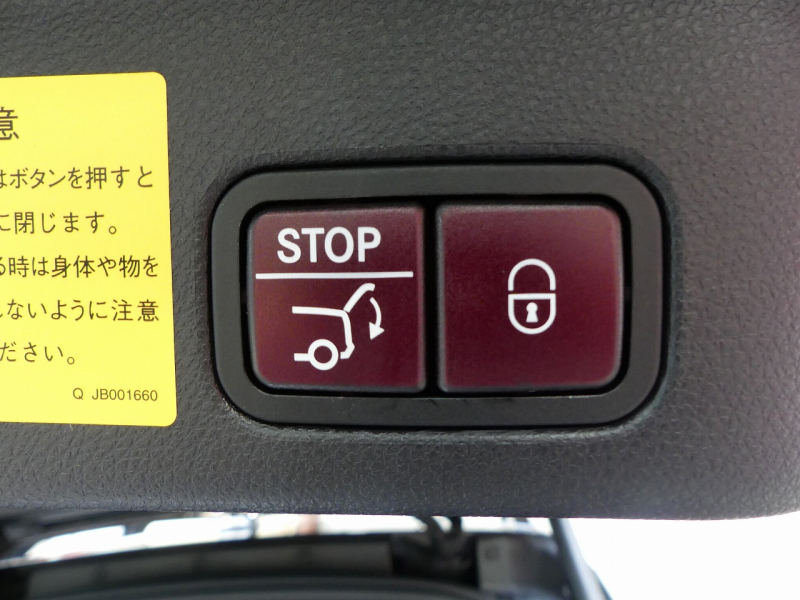 意
はボタンを押すと
に閉じます。
る時は身体や物を
しないように注意
ださい。
Q JB001660
STOP